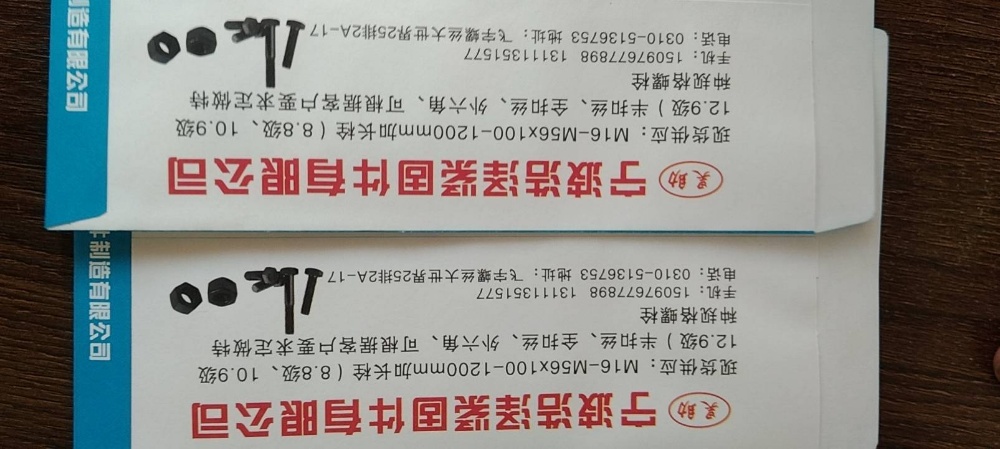 美助 宁波浩泽紧固件有限公司
现货供应：M16-M56x100-1200mm加长栓（8.8级、10.9级
12.9级）半扣丝、全扣丝、外六角、可根据客户要求定做特
种规格螺栓
手机：15097677898 13111351577
电话：0310-5136753 地址：飞宇螺丝大世界25排2A-17
制造有限公司
美助 宁波浩泽紧固件有限公司
现货供应：M16-M56x100-1200mm加长栓（8.8级、10.9级
12.9级）半扣丝、全扣丝、外六角、可根据客户要求定做特
种规格螺栓
手机：15097677898 13111351577
电话：0310-5136753 地址：飞宇螺丝大世界25排2A-17
件制造有限公司